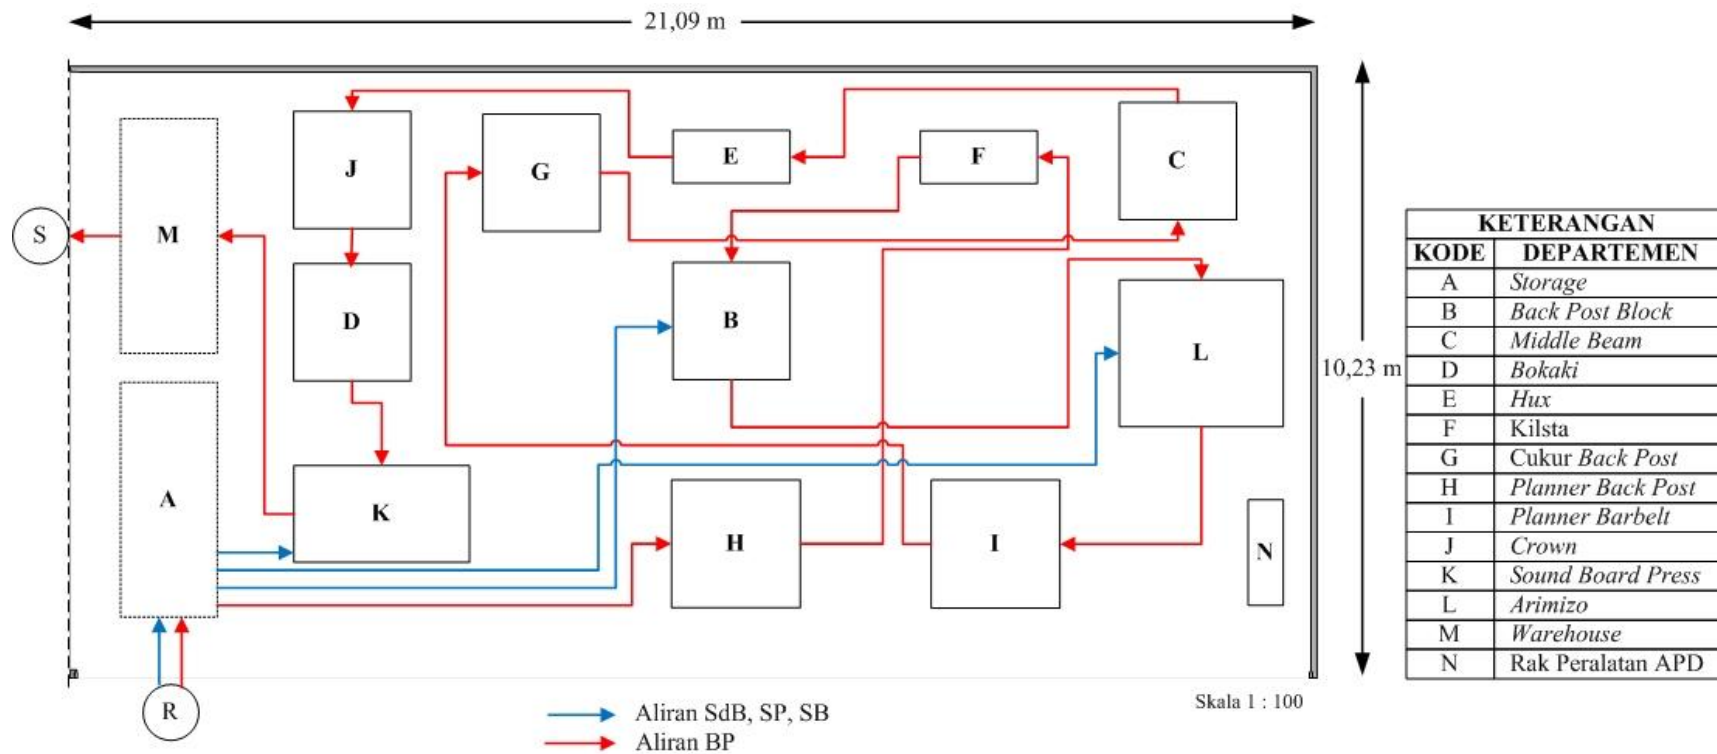 21,09 m
J
G
E
F
C
S
M
D
B
L
10,23 m
A
K
H
I
N
R
Aliran SdB, SP, SB
Aliran BP
Skala 1 : 100
KETERANGAN
KODE DEPARTEMEN
A Storage
B Back Post Block
C Middle Beam
D Bokaki
E Hux
F Kilsta
G Cukur Back Post
H Planner Back Post
I Planner Barbelt
J Crown
K Sound Board Press
L Arimizo
M Warehouse
N Rak Peralatan APD